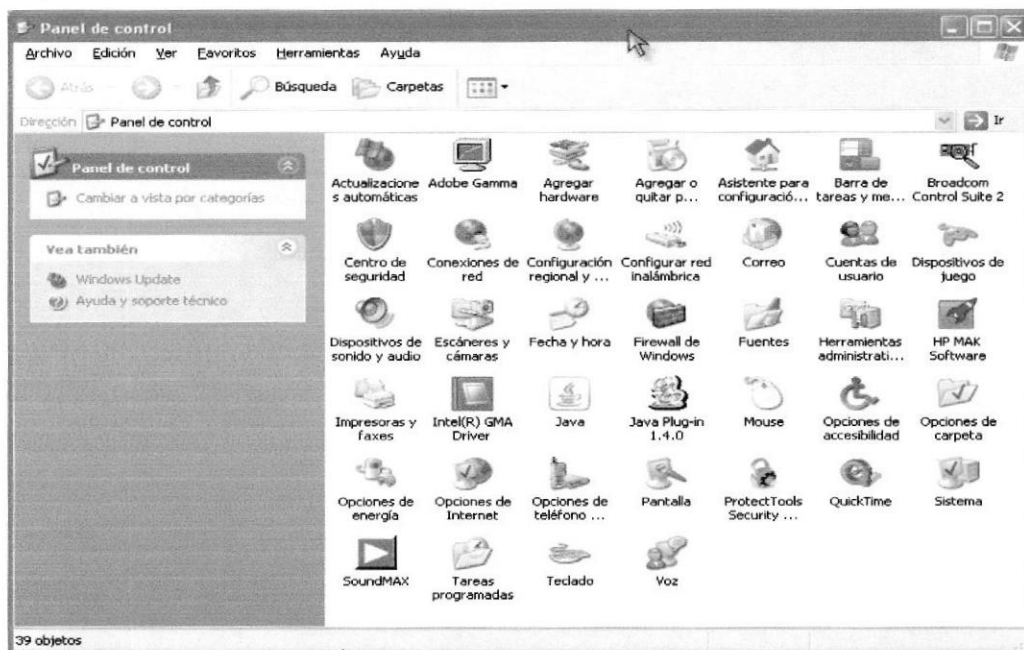 Panel de control
Archivo Edición Ver Favoritos Herramientas Ayuda
Atrás Búsqueda Carpetas
Dirección Panel de control Ir
Panel de control
Cambiar a vista por categorías
Vea también
Windows Update
Ayuda y soporte técnico
Actualizacione Adobe Gamma Agregar Agregar o Asistente para Barra de Broadcom
s automáticas hardware quitar p... configuració... tareas y me... Control Suite 2
Centro de Conexiones de Configuración Configurar red Correo Cuentas de Dispositivos de
seguridad red regional y ... inalámbrica usuario juego
Dispositivos de Escáneres y Fecha y hora Firewall de Fuentes Herramientas HP MAK
sonido y audio cámaras Windows administrati... Software
Impresoras y Intel(R) GMA Java Java Plug-in Mouse Opciones de Opciones de
faxes Driver 1.4.0 accesibilidad carpeta
Opciones de Opciones de Opciones de Pantalla ProtectTools QuickTime Sistema
energía Internet teléfono ... Security ...
SoundMAX Tareas Teclado Voz
programadas
39 objetos